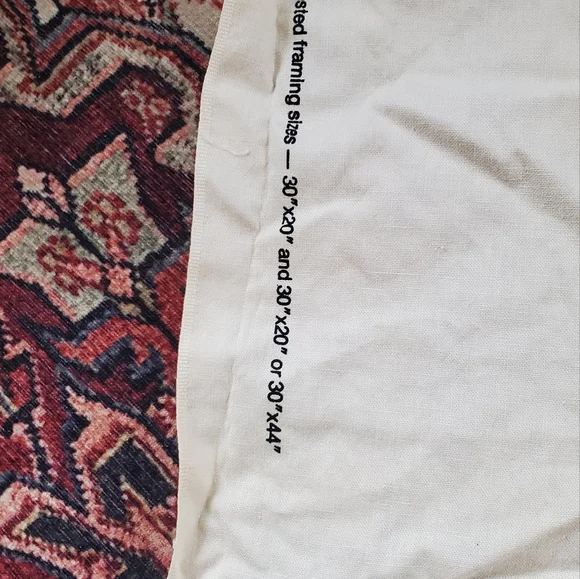 sted framing sizes — 30"x20" and 30"x20" or 30"x44"